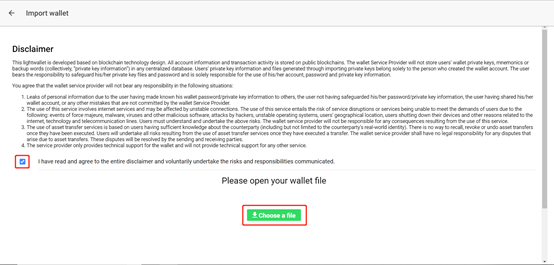 Import wallet
Disclaimer
This lightwallet is developed based on blockchain technology design. All account information and transaction activity is stored on public blockchains. The wallet Service Provider will not store users' wallet private keys, mnemonics or
backup words (collectively, "private key information") in any centralized database. Users' private key information and files generated through importing private keys belong solely to the person who created the wallet account. The user
bears the responsibility to safeguard his/her private key files and password and is solely responsible for the use of his/her account, password and private key information.
You agree that the wallet service provider will not bear any responsibility in the following situations:
1. Leaks of personal information due to the user having made known his wallet password/private key information to others, the user not having safeguarded his/her password/private key information, the user having shared his/her
wallet account, or any other mistakes that are not committed by the wallet Service Provider.
2. The use of this service involves internet services and may be affected by unstable connections. The use of this service entails the risk of service disruptions or services being unable to meet the demands of users due to the
following: events of force majeure, malware, viruses and other malicious software, attacks by hackers, unstable operating systems, users' geographical location, users shutting down their devices and other reasons related to the
internet, technology and telecommunication lines. Users must understand and undertake the above risks. The wallet service provider will not be responsible for any consequences resulting from the use of this service.
3. The use of asset transfer services is based on users having sufficient knowledge about the counterparty (including but not limited to the counterparty's real-world identity). There is no way to recall, revoke or undo asset transfers
once they have been executed. Users will undertake all risks resulting from the use of asset transfer services once they have executed a transfer. The wallet service provider shall have no legal responsibility for any disputes that
arise due to asset transfers. These disputes will be resolved by the sending and receiving parties.
4. The service provider only provides technical support for the wallet and will not provide technical support for any other service.
I have read and agree to the entire disclaimer and voluntarily undertake the risks and responsibilities communicated.
Please open your wallet file
Choose a file